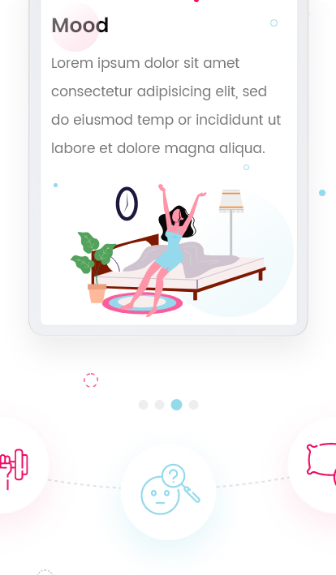 Mood
Lorem ipsum dolor sit amet
consectetur adipisicing elit, sed
do eiusmod temp or incididunt ut
labore et dolore magna aliqua.
?